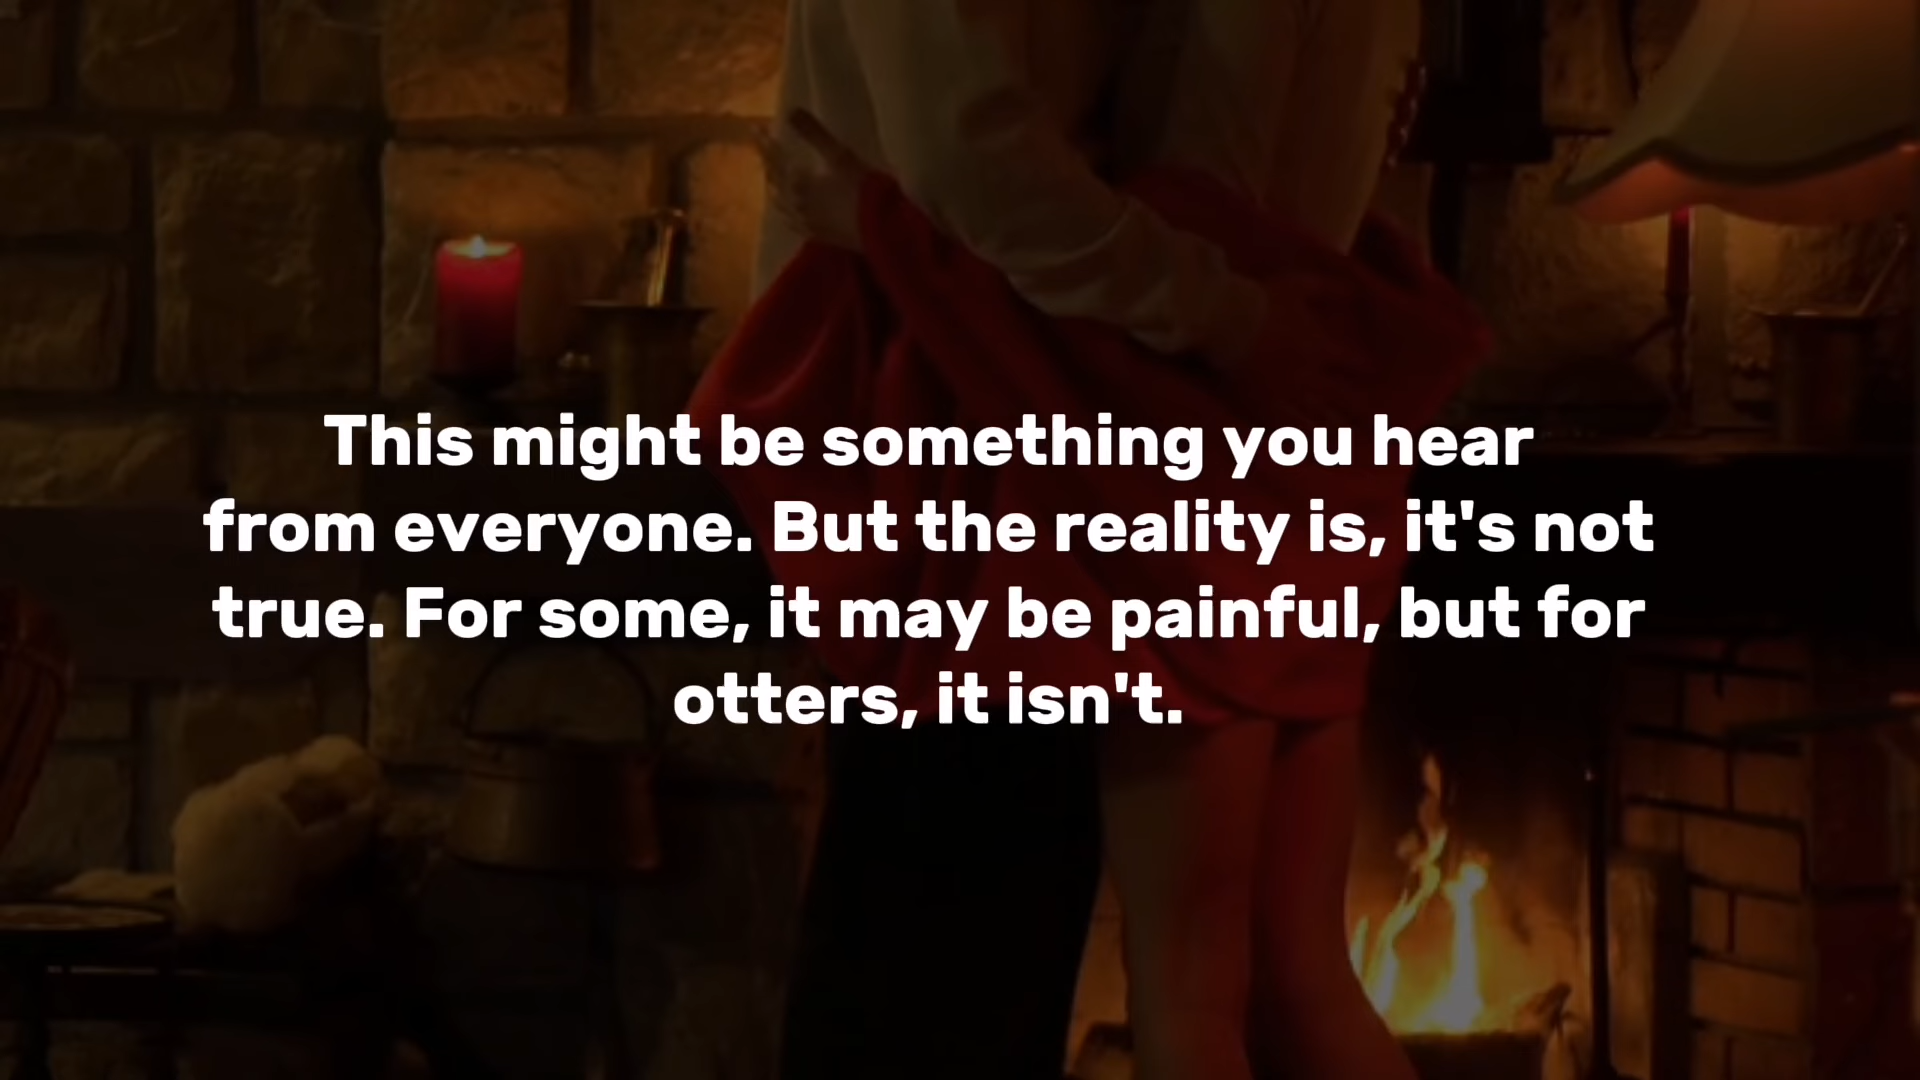 This might be something you hear
from everyone. But the reality is, it's not
true. For some, it may be painful, but for
otters, it isn't.